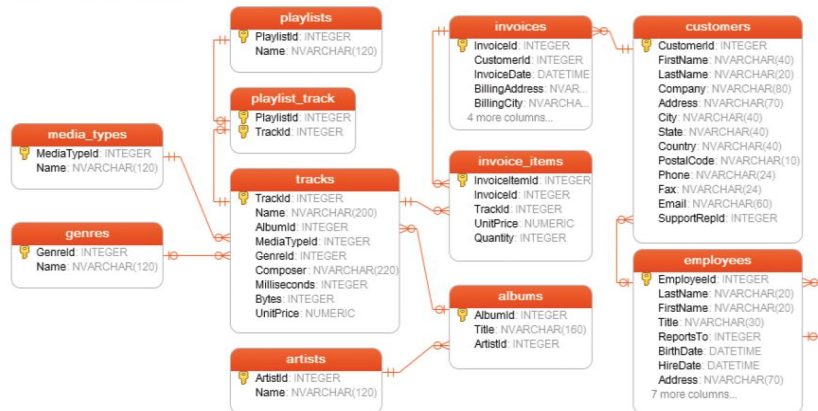 playlists
PlaylistId: INTEGER
Name: NVARCHAR(120)
playlist_track
PlaylistId: INTEGER
TrackId: INTEGER
media_types
MediaTypeId: INTEGER
Name: NVARCHAR(120)
genres
GenreId: INTEGER
Name: NVARCHAR(120)
tracks
TrackId: INTEGER
Name: NVARCHAR(200)
AlbumId: INTEGER
MediaTypeId: INTEGER
GenreId: INTEGER
Composer: NVARCHAR(220)
Milliseconds: INTEGER
Bytes: INTEGER
UnitPrice: NUMERIC
artists
ArtistId: INTEGER
Name: NVARCHAR(120)
invoices
InvoiceId: INTEGER
CustomerId: INTEGER
InvoiceDate: DATETIME
BillingAddress: NVAR...
BillingCity: NVARCHA...
4 more columns...
invoice_items
InvoiceItemId: INTEGER
InvoiceId: INTEGER
TrackId: INTEGER
UnitPrice: NUMERIC
Quantity: INTEGER
albums
AlbumId: INTEGER
Title: NVARCHAR(160)
ArtistId: INTEGER
customers
CustomerId: INTEGER
FirstName: NVARCHAR(40)
LastName: NVARCHAR(20)
Company: NVARCHAR(80)
Address: NVARCHAR(70)
City: NVARCHAR(40)
State: NVARCHAR(40)
Country: NVARCHAR(40)
PostalCode: NVARCHAR(10)
Phone: NVARCHAR(24)
Fax: NVARCHAR(24)
Email: NVARCHAR(60)
SupportRepId: INTEGER
employees
EmployeeId: INTEGER
LastName: NVARCHAR(20)
FirstName: NVARCHAR(20)
Title: NVARCHAR(30)
ReportsTo: INTEGER
BirthDate: DATETIME
HireDate: DATETIME
Address: NVARCHAR(70)
7 more columns...